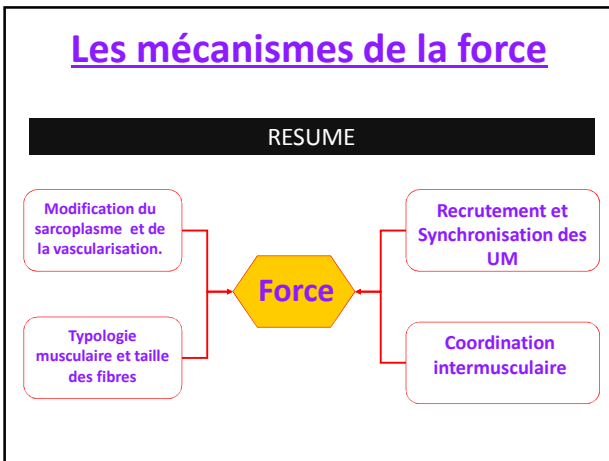 Les mécanismes de la force
RESUME
Modification du
sarcoplasme et de
la vascularisation.
Typologie
musculaire et taille
des fibres
Force
Recrutement et
Synchronisation des
UM
Coordination
intermusculaire